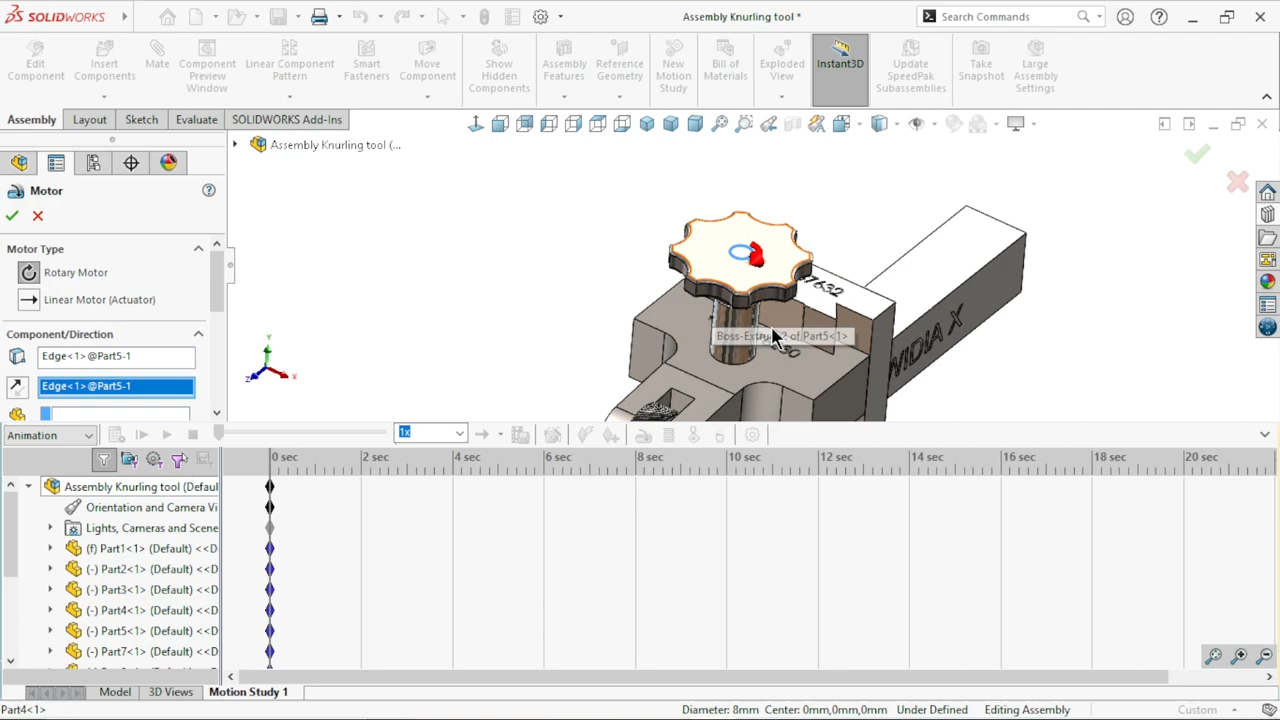 SOLIDWORKS
Assembly Knurling tool *
Search Commands
Edit Component
Insert Components
Mate
Component Preview Window
Linear Component Pattern
Smart Fasteners
Move Component
Show Hidden Components
Assembly Features
Reference Geometry
New Motion Study
Bill of Materials
Exploded View
Instant3D
Update SpeedPak Subassemblies
Take Snapshot
Large Assembly Settings
Assembly
Layout
Sketch
Evaluate
SOLIDWORKS Add-Ins
Assembly Knurling tool (...
Motor
Motor Type
Rotary Motor
Linear Motor (Actuator)
Component/Direction
Edge<1>@Part5-1
Edge<1>@Part5-1
7632
VIDIA X
Y
X
Z
Animation
1x
0 sec
2 sec
4 sec
6 sec
8 sec
10 sec
12 sec
14 sec
16 sec
18 sec
20 sec
Assembly Knurling tool (Defaul
Orientation and Camera Vi
Lights, Cameras and Scene
(f) Part1<1> (Default) <<D
(-) Part2<1> (Default) <<D
(-) Part3<1> (Default) <<D
(-) Part4<1> (Default) <<D
(-) Part5<1> (Default) <<D
(-) Part7<1> (Default) <<D
Model
3D Views
Motion Study 1
Part4<1>
Diameter: 8mm Center: 0mm,0mm,0mm
Under Defined
Editing Assembly
Custom